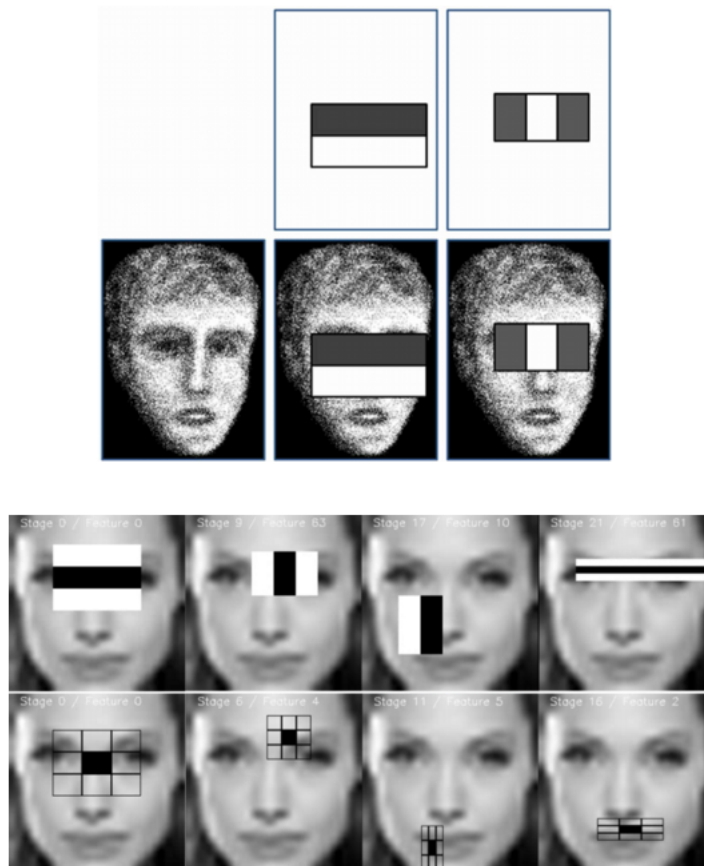 Stage 0 / Feature 0
Stage 9 / Feature 63
Stage 17 / Feature 10
Stage 21 / Feature 61
Stage 0 / Feature 0
Stage 6 / Feature 4
Stage 11 / Feature 5
Stage 16 / Feature 2